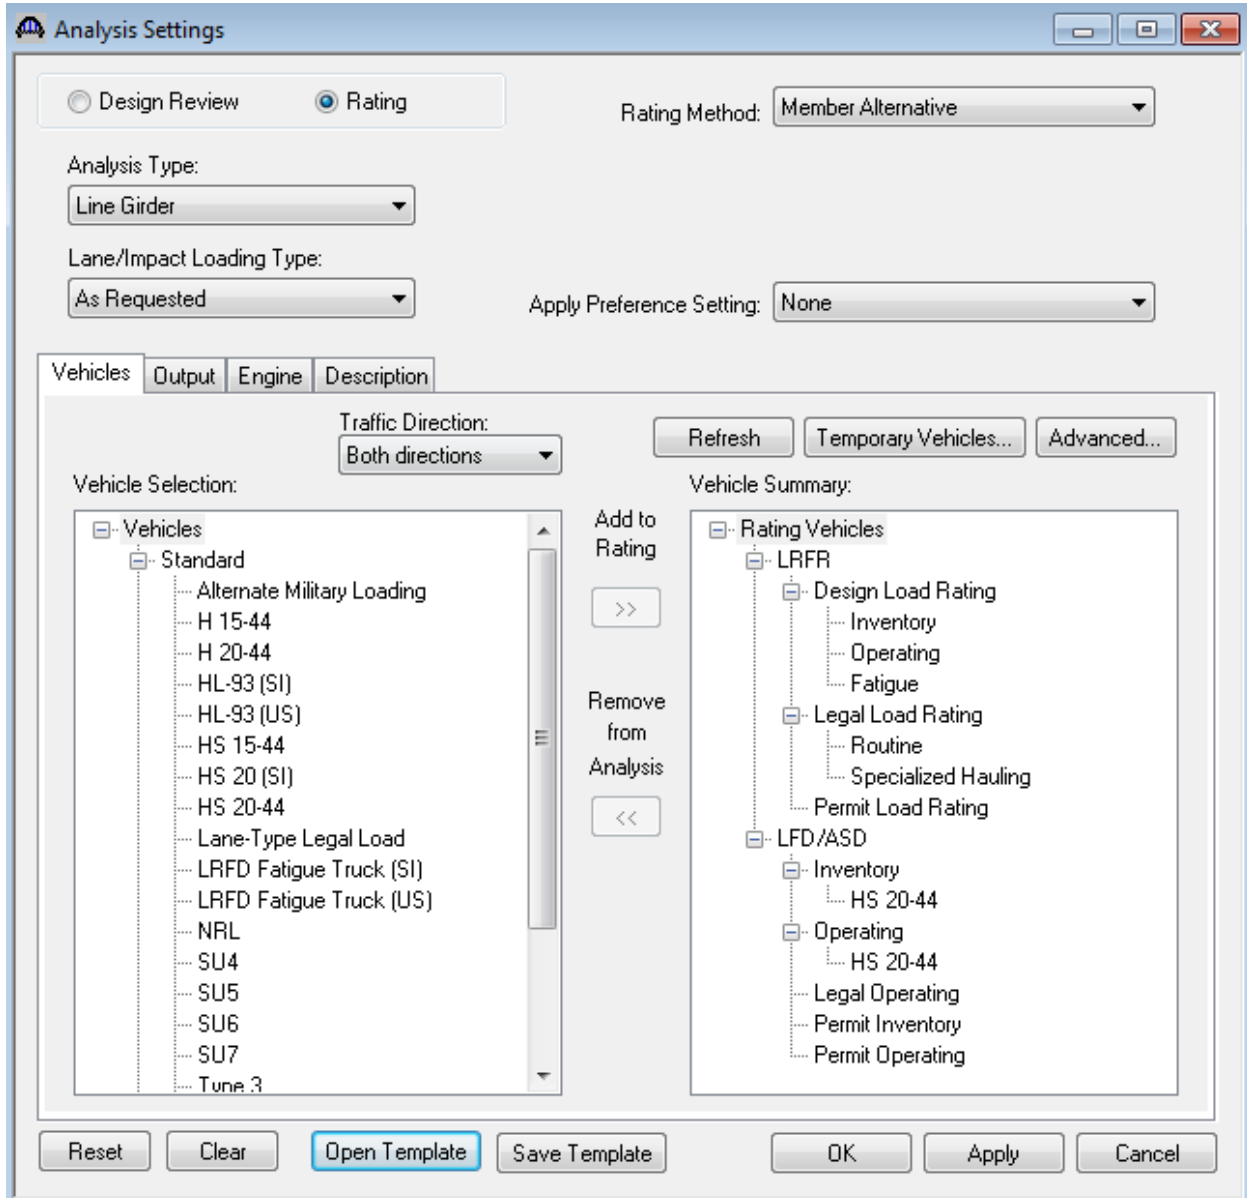 Analysis Settings
Design Review
Rating
Rating Method:
Member Alternative
Analysis Type:
Line Girder
Lane/Impact Loading Type:
As Requested
Apply Preference Setting:
None
Vehicles
Output
Engine
Description
Traffic Direction:
Both directions
Refresh
Temporary Vehicles...
Advanced...
Vehicle Selection:
Vehicles
Standard
Alternate Military Loading
H 15-44
H 20-44
HL-93 (SI)
HL-93 (US)
HS 15-44
HS 20 (SI)
HS 20-44
Lane-Type Legal Load
LRFD Fatigue Truck (SI)
LRFD Fatigue Truck (US)
NRL
SU4
SU5
SU6
SU7
Type 3
Add to
Rating
>>
Remove
from
Analysis
<<
Vehicle Summary:
Rating Vehicles
LRFR
Design Load Rating
Inventory
Operating
Fatigue
Legal Load Rating
Routine
Specialized Hauling
Permit Load Rating
LFD/ASD
Inventory
HS 20-44
Operating
HS 20-44
Legal Operating
Permit Inventory
Permit Operating
Reset
Clear
Open Template
Save Template
OK
Apply
Cancel